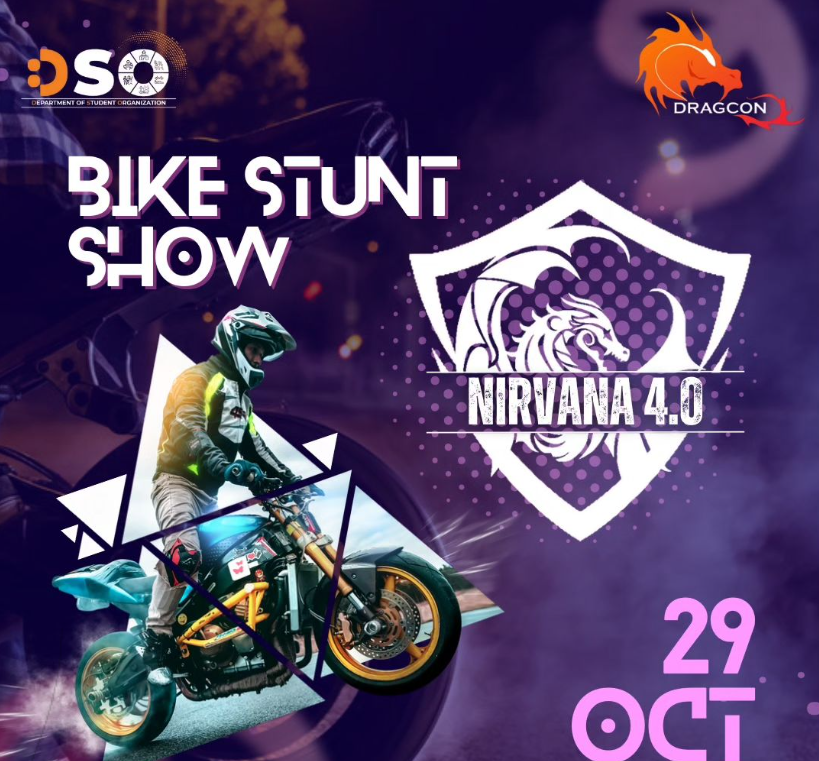 DSO
DEPARTMENT OF STUDENT ORGANIZATION
DRAGCON
BIKE STUNT
SHOW
NIRVANA 4.0
29
OCT